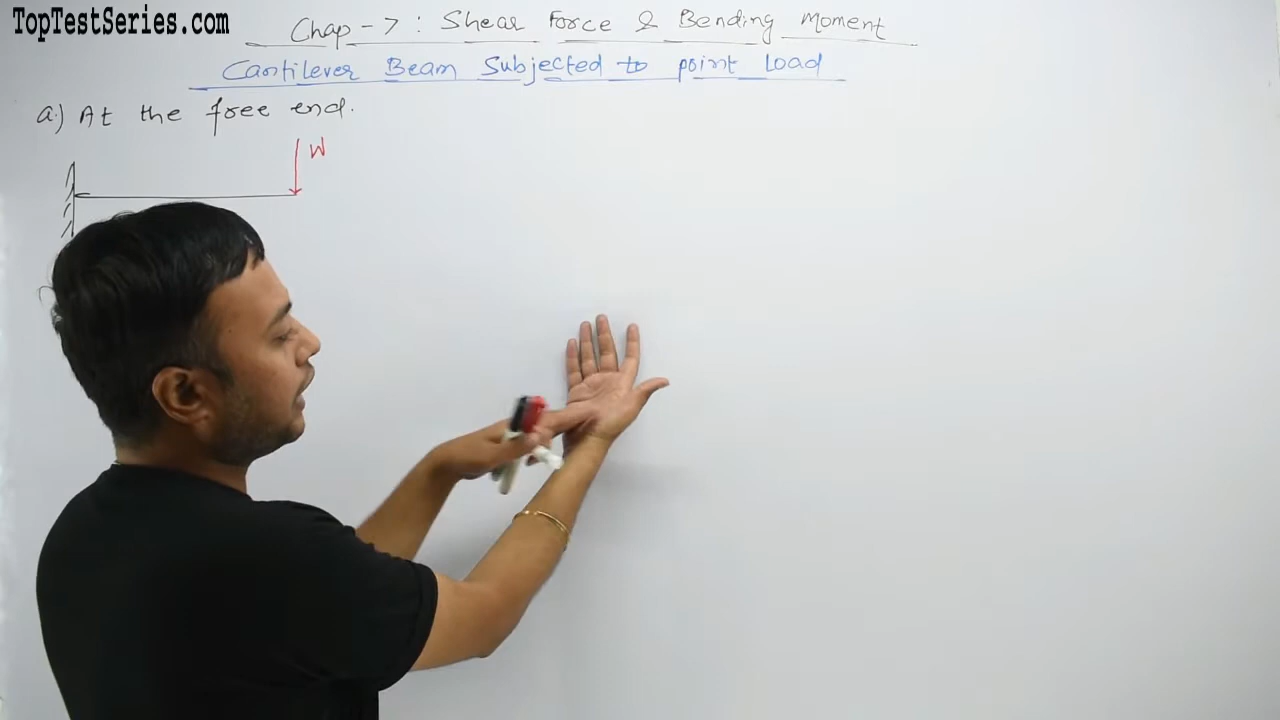 TopTestSeries.com
Chap - 7 : Shear Force & Bending Moment
Cantilever Beam Subjected to point Load
a.) At the free end.
W